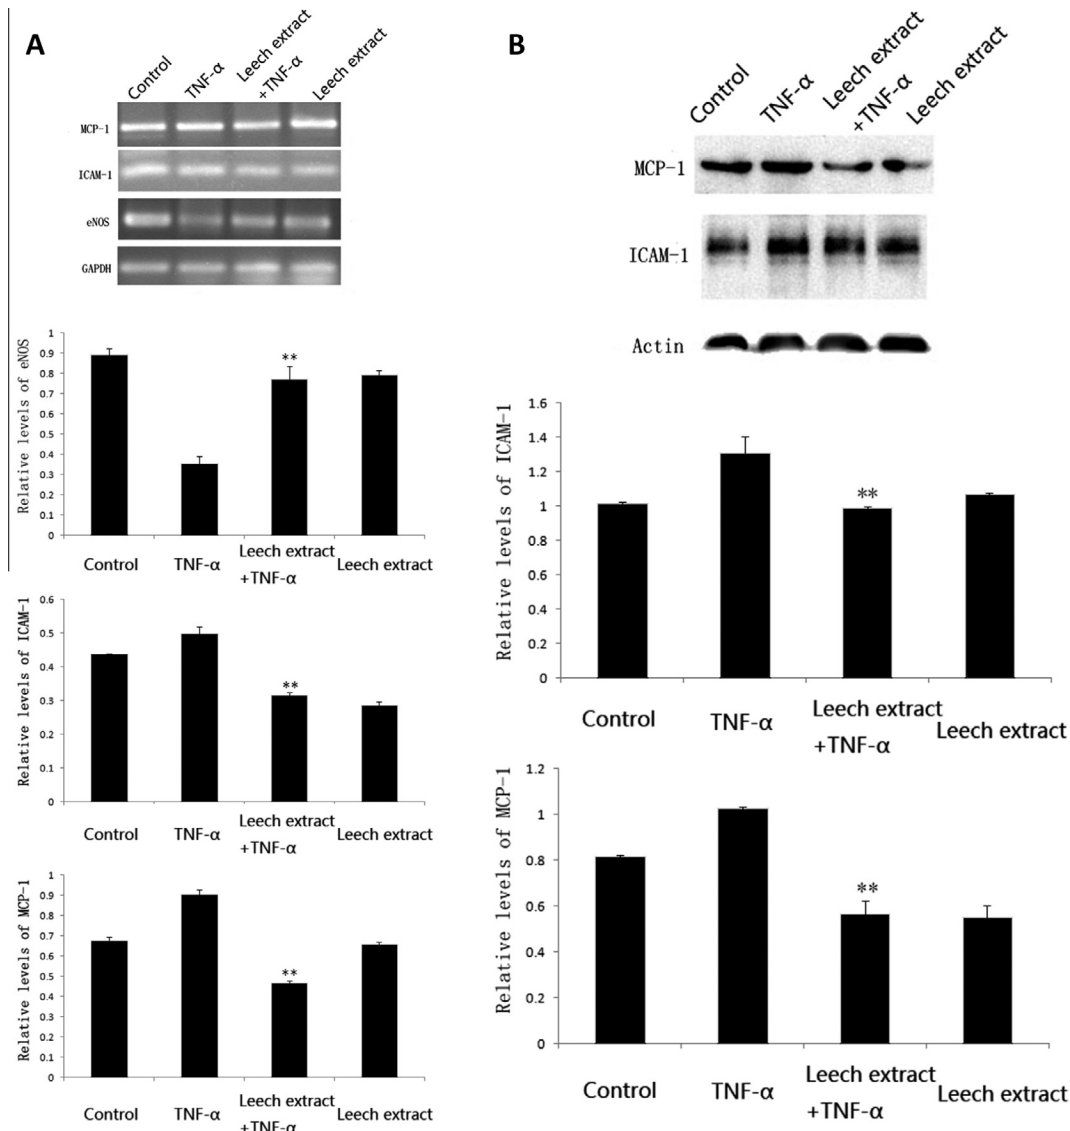 A
Control
TNF-α
Leech extract
+TNF-α
Leech extract
MCP-1
ICAM-1
eNOS
GAPDH
Relative levels of eNOS
1
0.9
0.8
0.7
0.6
0.5
0.4
0.3
0.2
0.1
0
**
Control
TNF-α
Leech extract
+TNF-α
Leech extract
Relative levels of ICAM-1
0.6
0.5
0.4
0.3
0.2
0.1
0
**
Control
TNF-α
Leech extract
+TNF-α
Leech extract
Relative levels of MCP-1
1
0.9
0.8
0.7
0.6
0.5
0.4
0.3
0.2
0.1
0
**
Control
TNF-α
Leech extract
+TNF-α
Leech extract
B
Control
TNF-α
Leech extract
+TNF-α
Leech extract
MCP-1
ICAM-1
Actin
Relative levels of ICAM-1
1.6
1.4
1.2
1
0.8
0.6
0.4
0.2
0
**
Control
TNF-α
Leech extract
+TNF-α
Leech extract
Relative levels of MCP-1
1.2
1
0.8
0.6
0.4
0.2
0
**
Control
TNF-α
Leech extract
+TNF-α
Leech extract